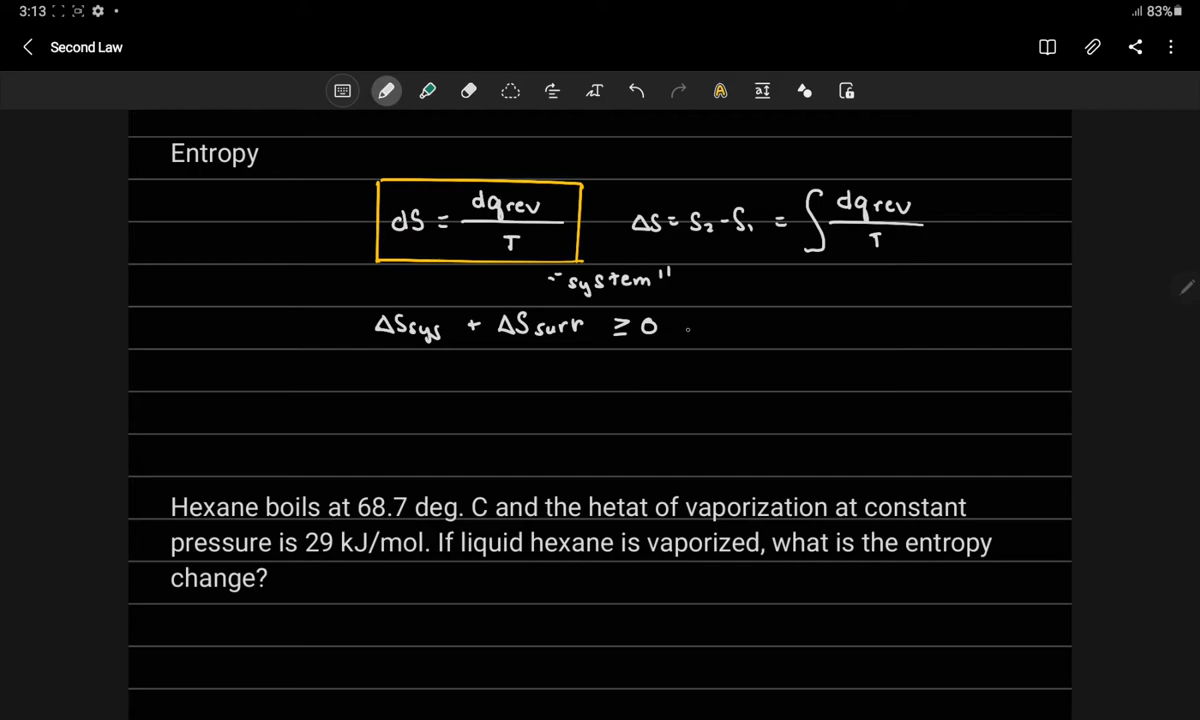 3:13 83%
Second Law
Entropy
dS = dqrev / T ΔS = S₂ - S₁ = ∫ dqrev / T
"system"
ΔSsys + ΔSsurr ≥ 0
Hexane boils at 68.7 deg. C and the hetat of vaporization at constant
pressure is 29 kJ/mol. If liquid hexane is vaporized, what is the entropy
change?